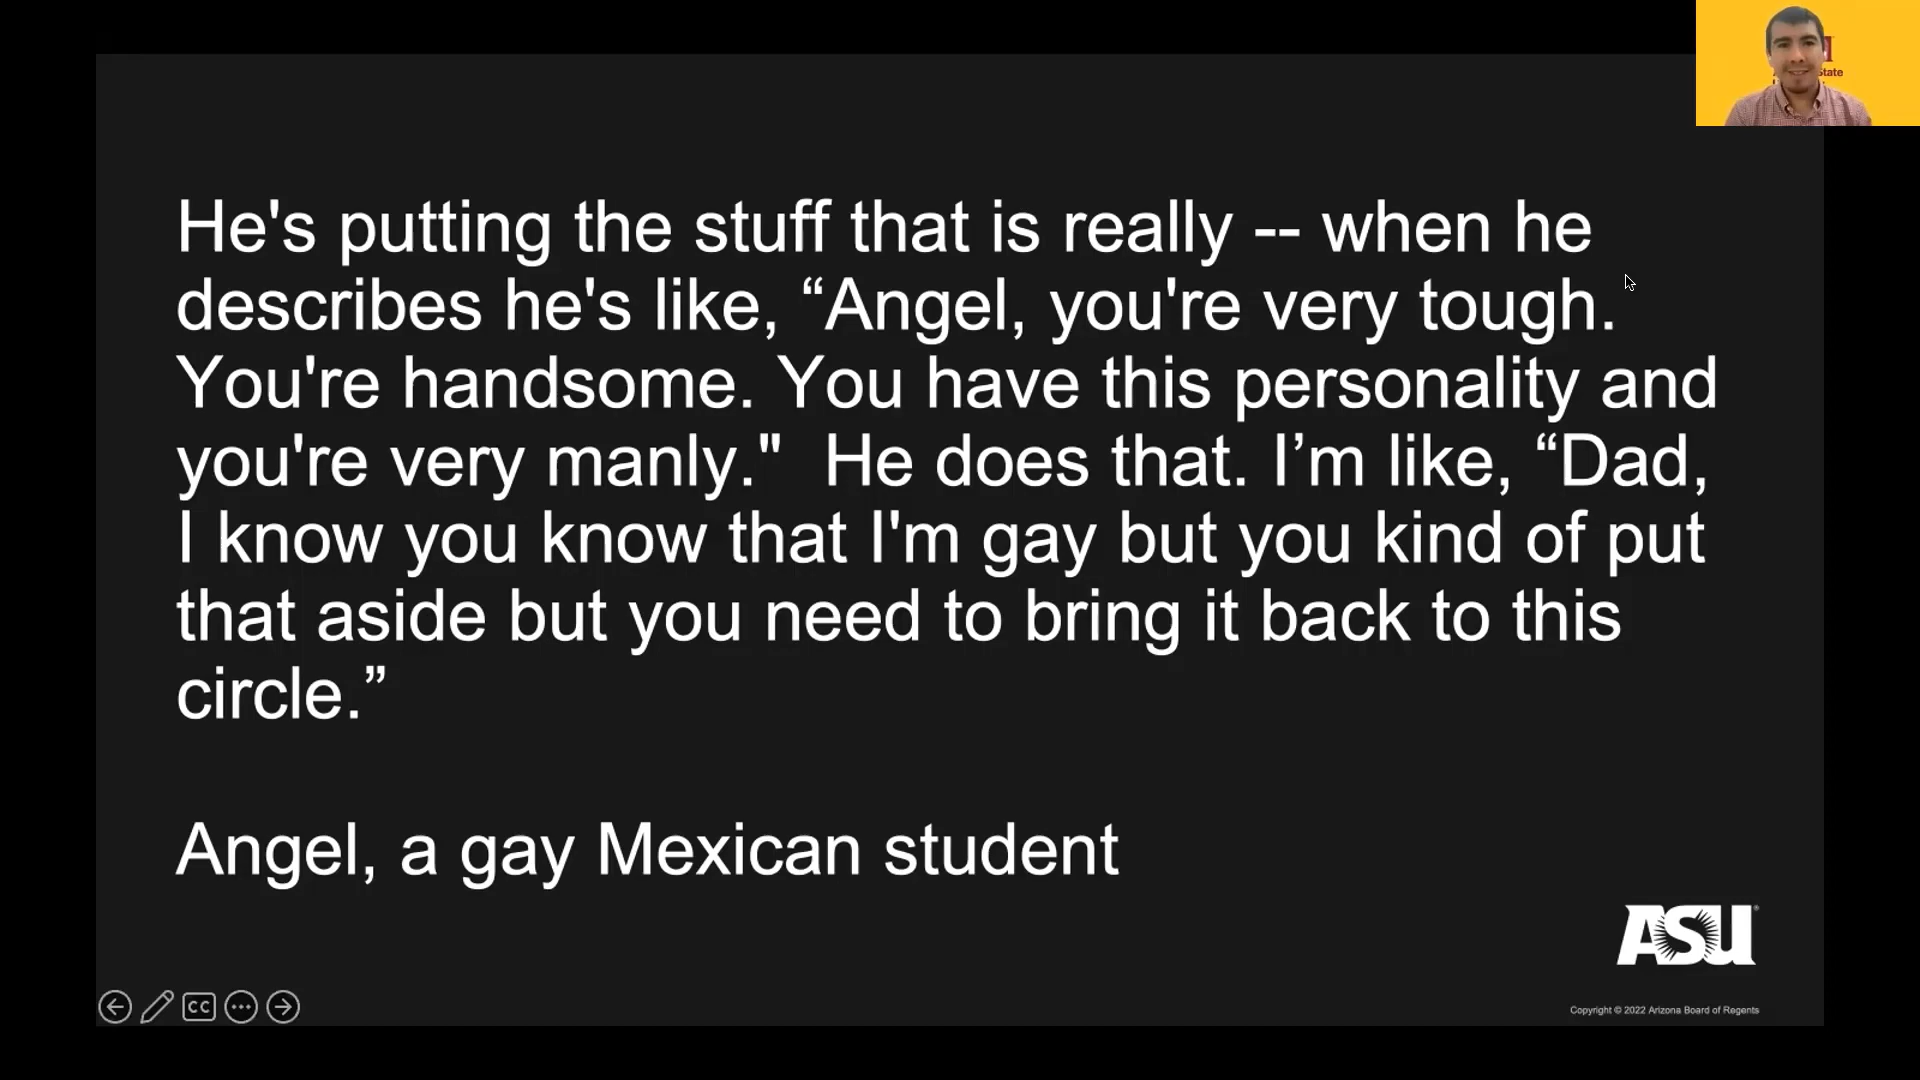 State
He's putting the stuff that is really -- when he
describes he's like, “Angel, you're very tough.
You're handsome. You have this personality and
you're very manly."  He does that. I’m like, “Dad,
I know you know that I'm gay but you kind of put
that aside but you need to bring it back to this
circle.”
Angel, a gay Mexican student
ASU
CC
Copyright © 2022 Arizona Board of Regents